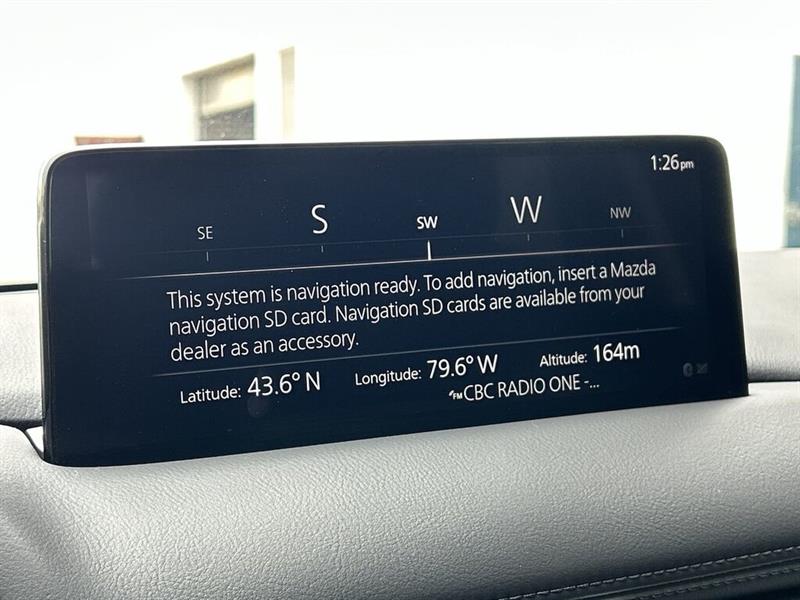 1:26pm
SE S SW W NW
This system is navigation ready. To add navigation, insert a Mazda
navigation SD card. Navigation SD cards are available from your
dealer as an accessory.
Latitude: 43.6° N Longitude: 79.6° W Altitude: 164m
FM CBC RADIO ONE -...